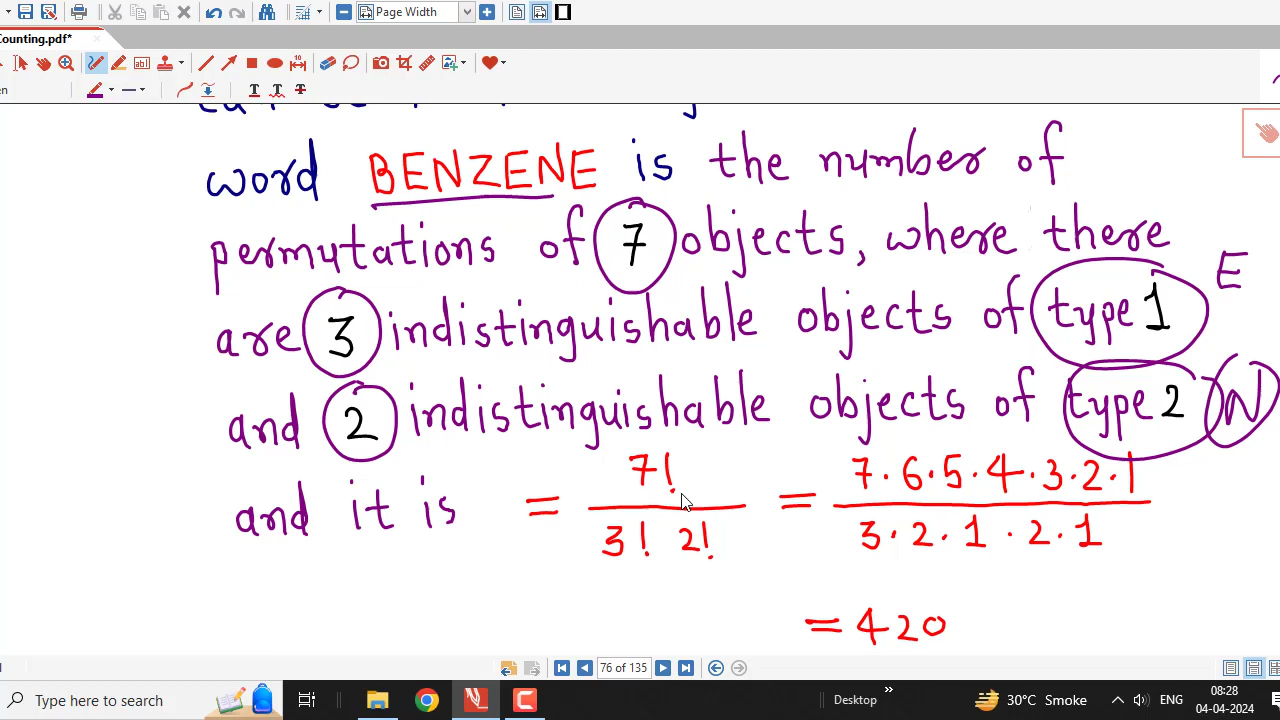 Page Width
Counting.pdf*
word BENZENE is the number of
permutations of 7 objects, where there
are 3 indistinguishable objects of type 1 E
and 2 indistinguishable objects of type 2 N
and it is = 7! / 3! 2! = 7·6·5·4·3·2·1 / 3·2·1·2·1
= 420
76 of 135
Type here to search
Desktop
30°C Smoke
ENG
08:28
04-04-2024